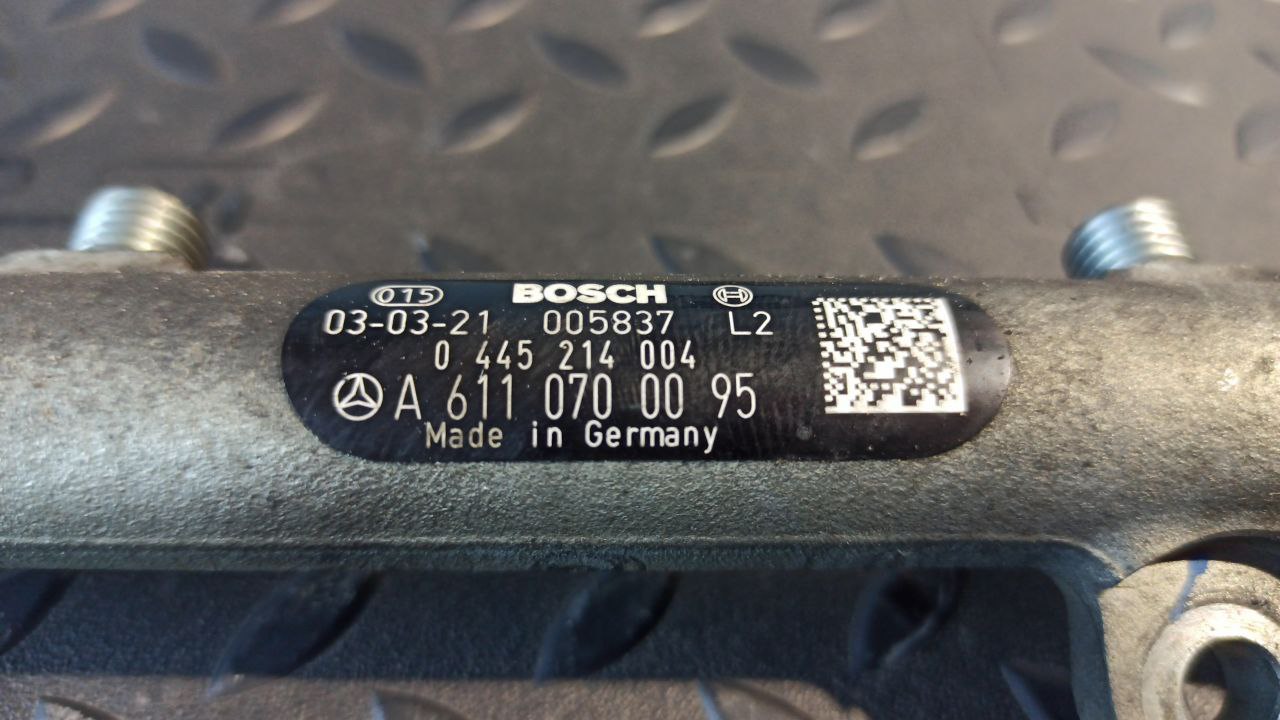 015 BOSCH
03-03-21 005837 L2
0 445 214 004
A 611 070 00 95
Made in Germany